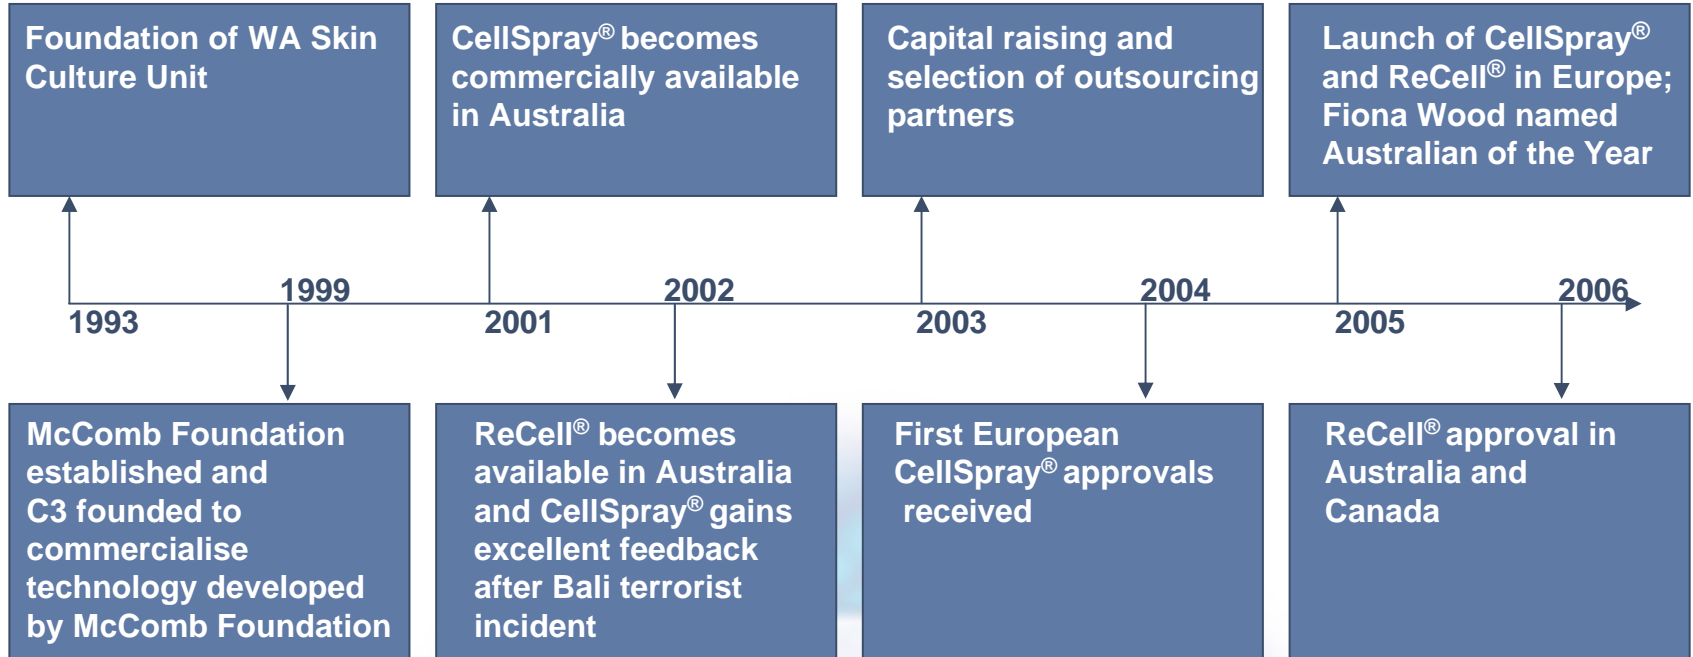 Foundation of WA Skin
Culture Unit
CellSpray® becomes
commercially available
in Australia
Capital raising and
selection of outsourcing
partners
Launch of CellSpray®
and ReCell® in Europe;
Fiona Wood named
Australian of the Year
1999
2002
2004
2006
1993
2001
2003
2005
McComb Foundation
established and
C3 founded to
commercialise
technology developed
by McComb Foundation
ReCell® becomes
available in Australia
and CellSpray® gains
excellent feedback
after Bali terrorist
incident
First European
CellSpray® approvals
received
ReCell® approval in
Australia and
Canada